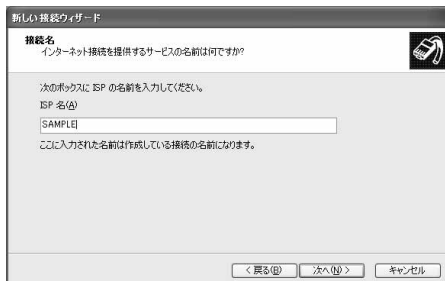 新しい接続ウィザード
接続名
インターネット接続を提供するサービスの名前は何ですか?
次のボックスに ISP の名前を入力してください。
ISP 名(A)
SAMPLE
ここに入力された名前は作成している接続の名前になります。
< 戻る(B) 次へ(N) > キャンセル